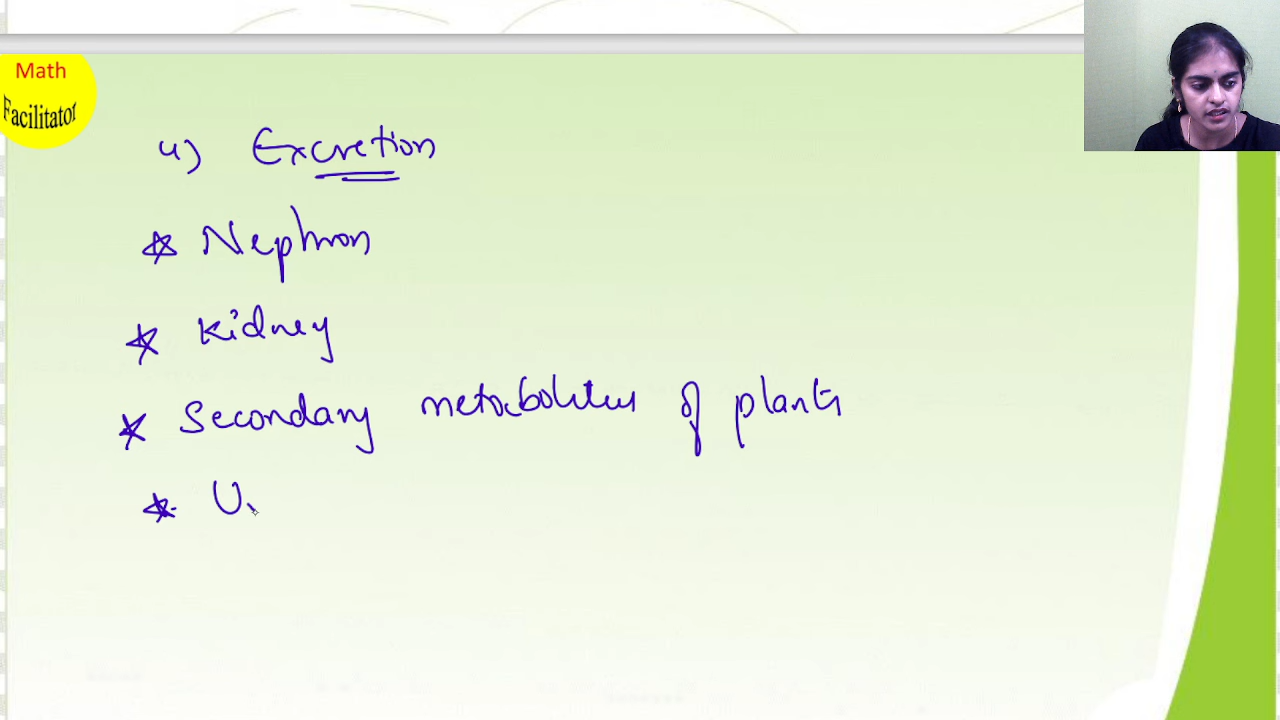 Math
Facilitator
4) Excretion
* Nephron
* Kidney
* Secondary metabolites of plants
* U